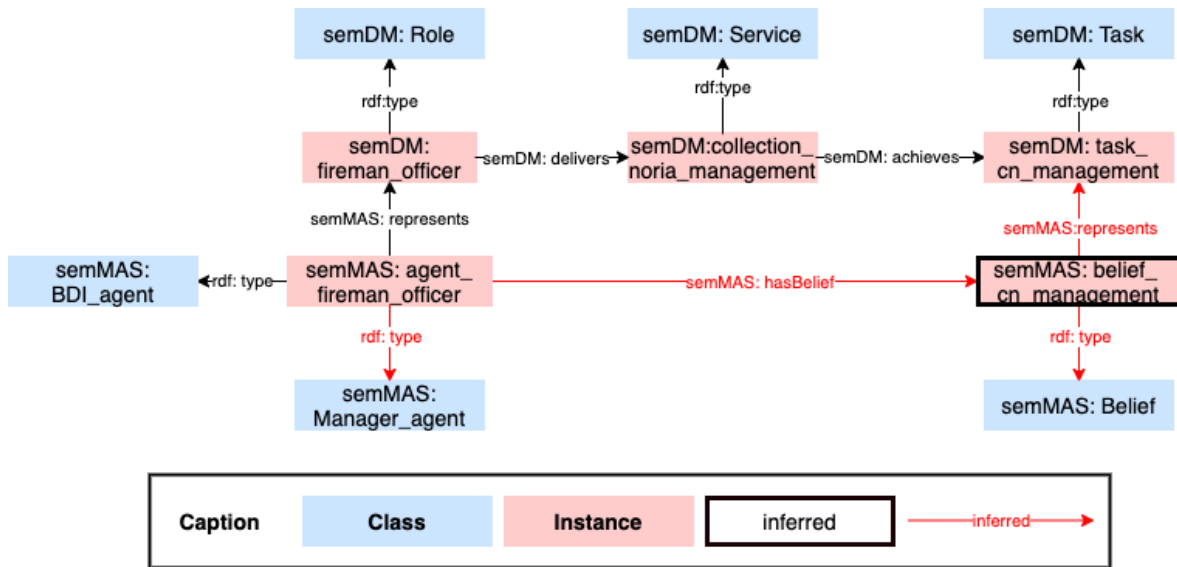 semDM: Role
semDM: Service
semDM: Task
rdf:type
rdf:type
rdf:type
semDM:
fireman_officer
semDM: delivers
semDM:collection_
noria_management
semDM: achieves
semDM: task_
cn_management
semMAS: represents
semMAS:represents
semMAS:
BDI_agent
rdf: type
semMAS: agent_
fireman_officer
semMAS: hasBelief
semMAS: belief_
cn_management
rdf: type
rdf: type
semMAS:
Manager_agent
semMAS: Belief
Caption
Class
Instance
inferred
inferred